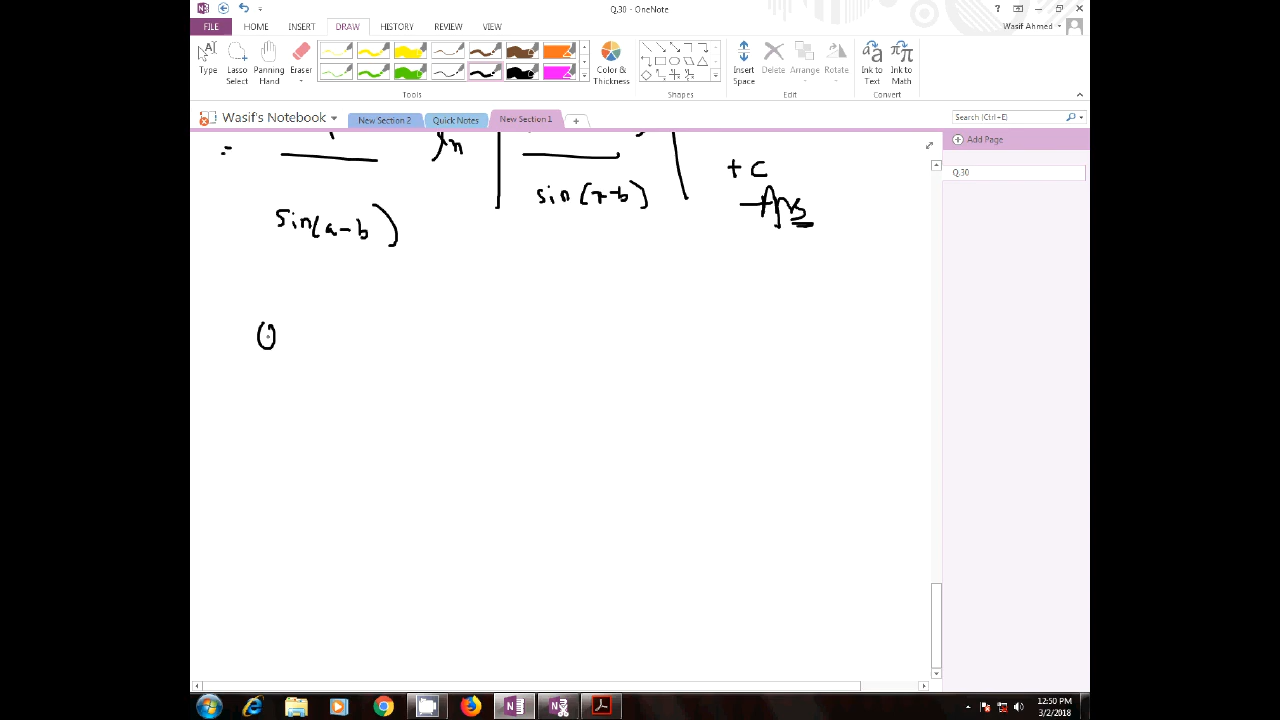 Q.30 - OneNote
Wasif Ahmed
FILE HOME INSERT DRAW HISTORY REVIEW VIEW
Type
Lasso Select
Panning Hand
Eraser
Color & Thickness
Insert Space
Delete
Arrange
Rotate
Ink to Text
Ink to Math
Tools Shapes Edit Convert
Wasif's Notebook New Section 2 Quick Notes New Section 1 +
Search (Ctrl+E)
Add Page
Q.30
= ln
sin(x-b) + c
Ans
sin(a-b)
12:50 PM
3/2/2018